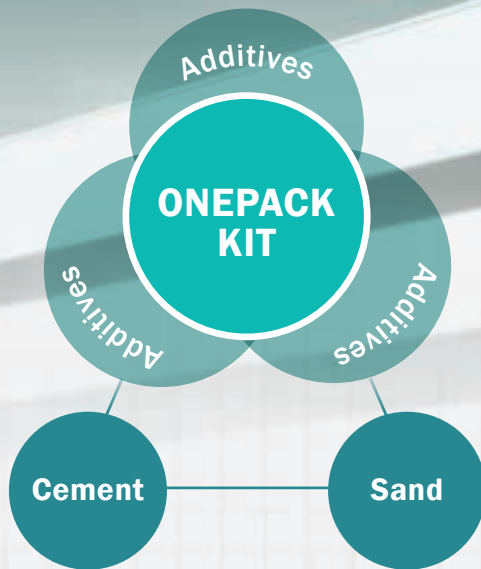 Additives
ONEPACK
KIT
Additives
Additives
Cement
Sand